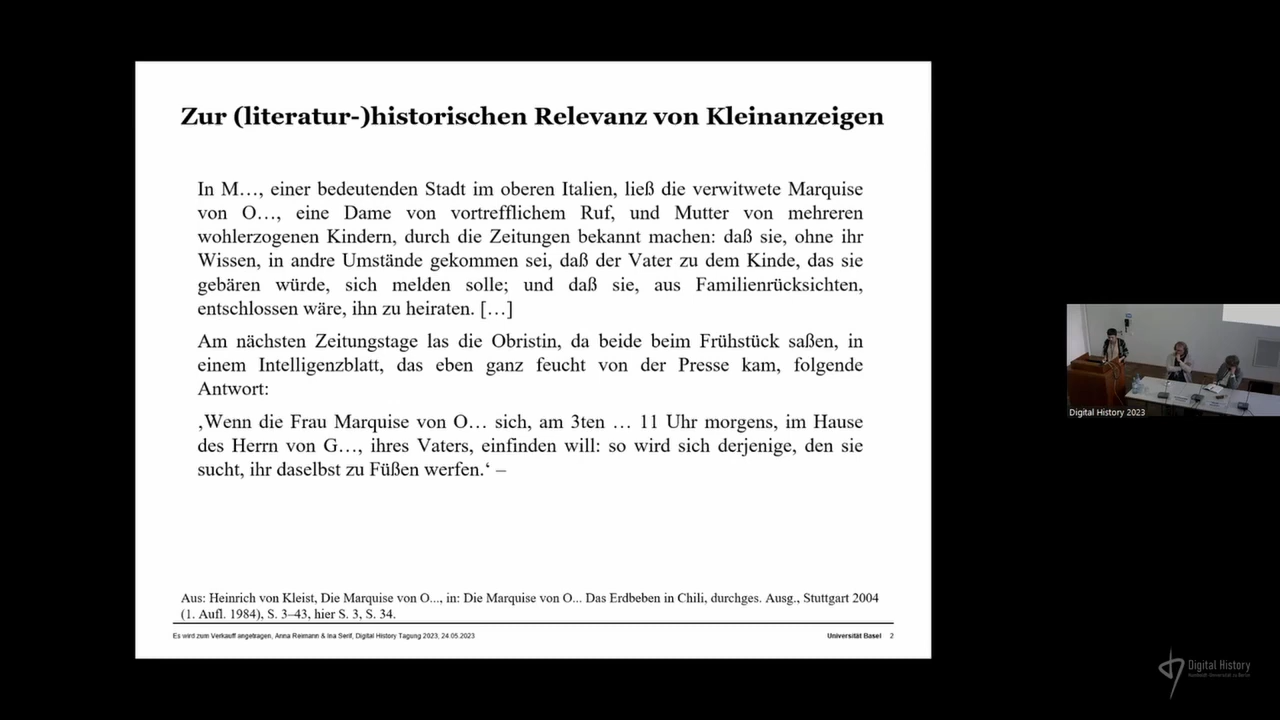 Zur (literatur-)historischen Relevanz von Kleinanzeigen
In M…, einer bedeutenden Stadt im oberen Italien, ließ die verwitwete Marquise
von O…, eine Dame von vortrefflichem Ruf, und Mutter von mehreren
wohlerzogenen Kindern, durch die Zeitungen bekannt machen: daß sie, ohne ihr
Wissen, in andre Umstände gekommen sei, daß der Vater zu dem Kinde, das sie
gebären würde, sich melden solle; und daß sie, aus Familienrücksichten,
entschlossen wäre, ihn zu heiraten. […]
Am nächsten Zeitungstage las die Obristin, da beide beim Frühstück saßen, in
einem Intelligenzblatt, das eben ganz feucht von der Presse kam, folgende
Antwort:
‚Wenn die Frau Marquise von O… sich, am 3ten … 11 Uhr morgens, im Hause
des Herrn von G…, ihres Vaters, einfinden will: so wird sich derjenige, den sie
sucht, ihr daselbst zu Füßen werfen.‘ –
Aus: Heinrich von Kleist, Die Marquise von O..., in: Die Marquise von O... Das Erdbeben in Chili, durchges. Ausg., Stuttgart 2004
(1. Aufl. 1984), S. 3–43, hier S. 3, S. 34.
Es wird zum Verkauff angetragen, Anna Reimann & Ina Serif, Digital History Tagung 2023, 24.05.2023
Universität Basel 2
Digital History 2023
Digital History
Humboldt-Universität zu Berlin